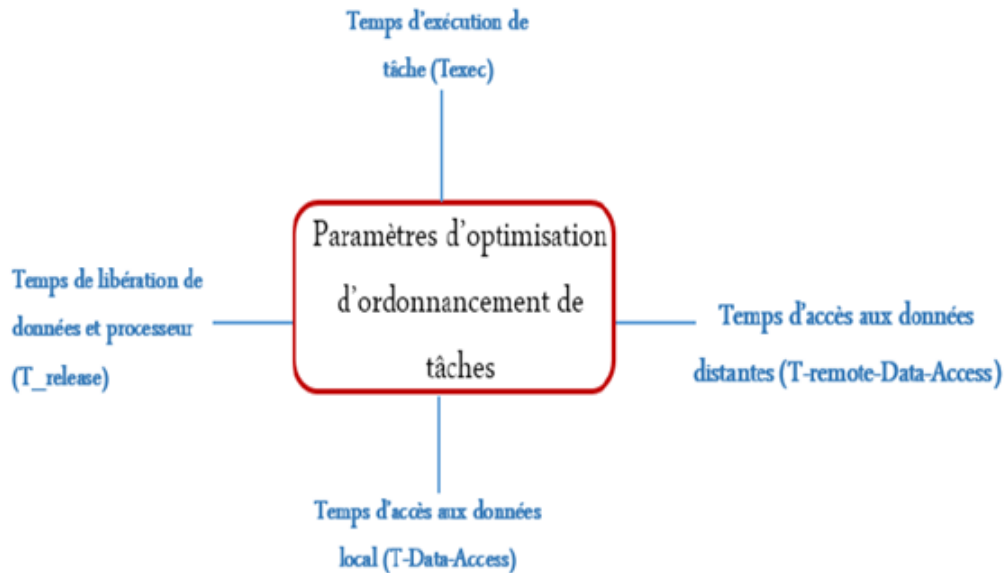 Temps d'exécution de
tâche (Texec)
Paramètres d'optimisation
d'ordonnancement de
tâches
Temps de libération de
données et processeur
(T_release)
Temps d'accès aux données
distantes (T-remote-Data-Access)
Temps d'accès aux données
local (T-Data-Access)